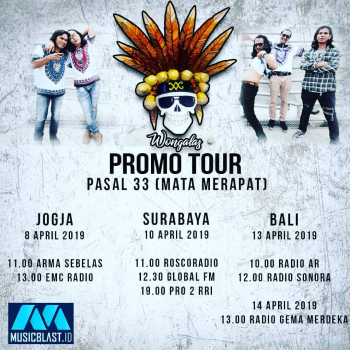 Wongalas
PROMO TOUR
PASAL 33 (MATA MERAPAT)
JOGJA
8 APRIL 2019
11.00 ARMA SEBELAS
13.00 EMC RADIO
SURABAYA
10 APRIL 2019
11.00 ROSCORADIO
12.30 GLOBAL FM
19.00 PRO 2 RRI
BALI
13 APRIL 2019
10.00 RADIO AR
12.00 RADIO SONORA
14 APRIL 2019
13.00 RADIO GEMA MERDEKA
MUSICBLAST.ID